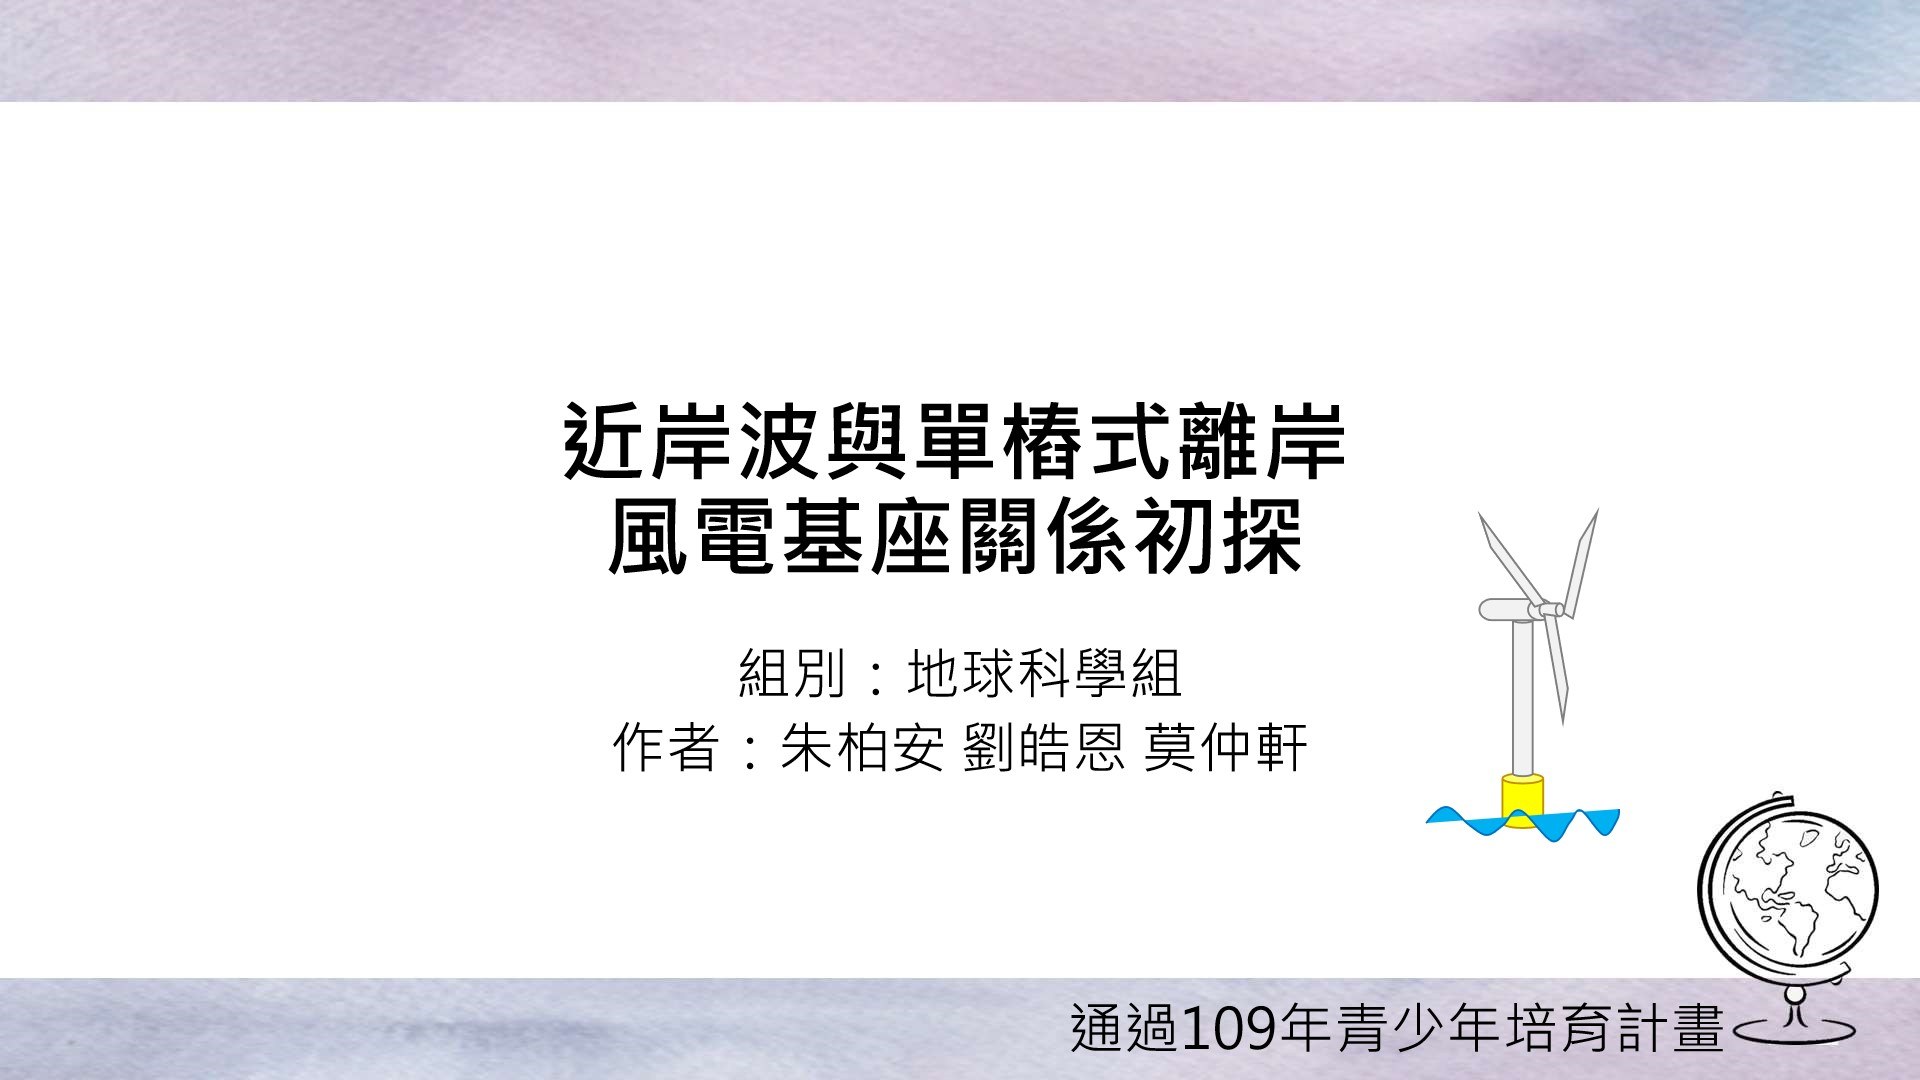 近岸波與單樁式離岸
風電基座關係初探
組別：地球科學組
作者：朱柏安 劉皓恩 莫仲軒
通過109年青少年培育計畫